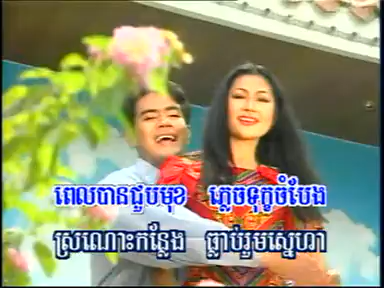 ពេលបានជួបមុខ ភ្លេចទុក្ខចំបែង
ស្រណោះកន្លែង ធ្លាប់រួមស្នេហា